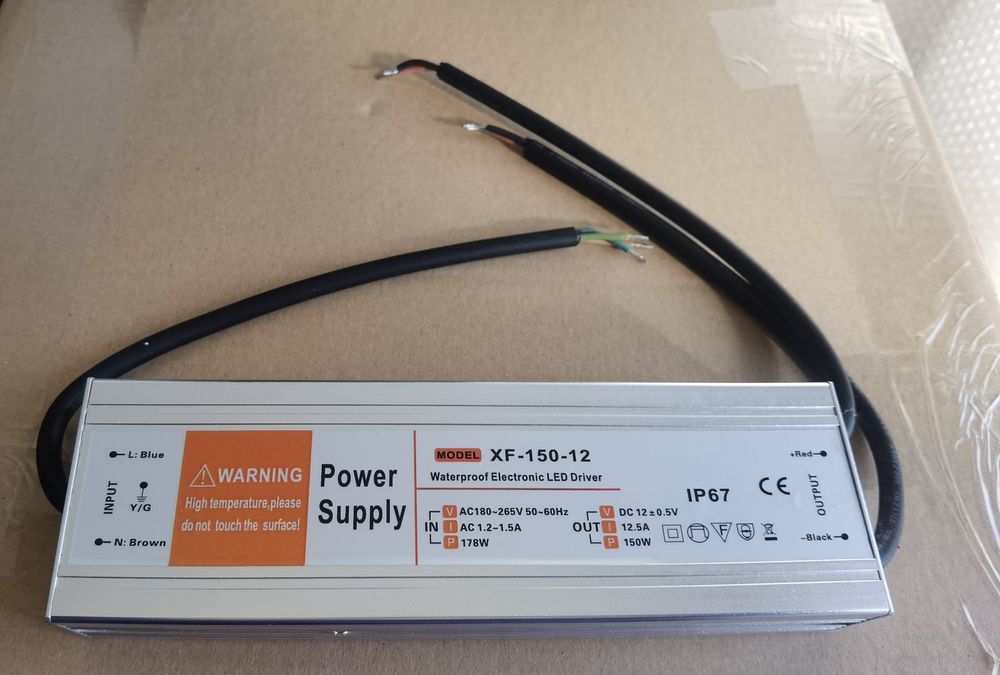 L: Blue
INPUT
Y/G
N: Brown
WARNING
High temperature,please
do not touch the surface!
Power
Supply
MODEL XF-150-12
Waterproof Electronic LED Driver
IN
V AC180~265V 50~60Hz
I AC 1.2-1.5A
P 178W
OUT
V DC 12±0.5V
I 12.5A
P 150W
IP67
CE
F
+Red
OUTPUT
-Black